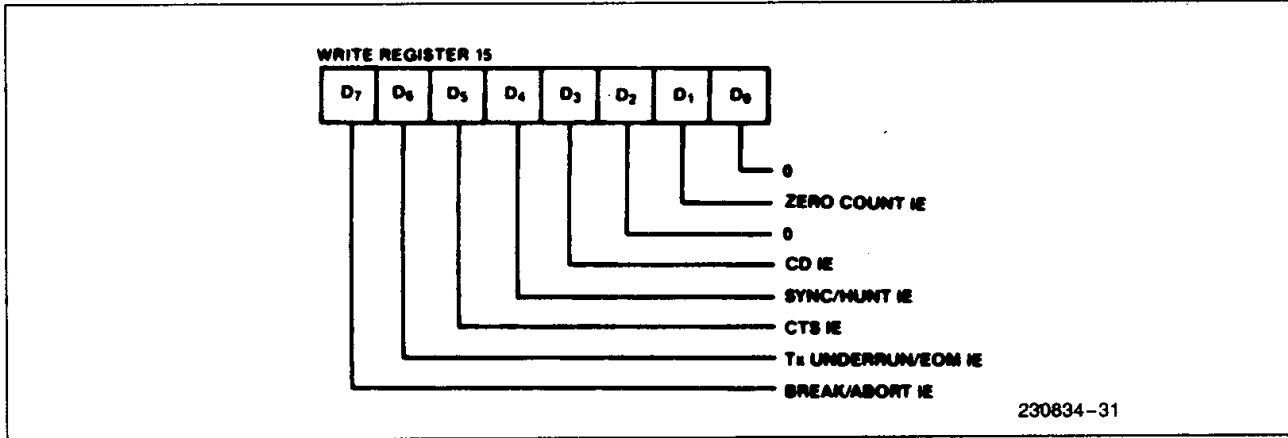 WRITE REGISTER 15
D7 D6 D5 D4 D3 D2 D1 D0
0
ZERO COUNT IE
0
CD IE
SYNC/HUNT IE
CTS IE
Tx UNDERRUN/EOM IE
BREAK/ABORT IE
230834–31